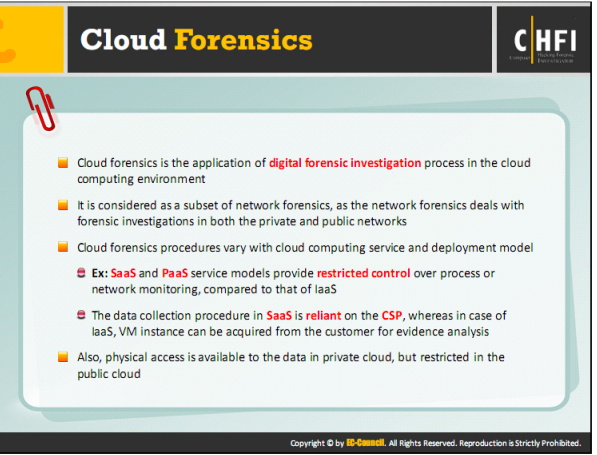 Cloud Forensics
CHFI
Computer Hacking Forensic
INVESTIGATOR
Cloud forensics is the application of digital forensic investigation process in the cloud
computing environment
It is considered as a subset of network forensics, as the network forensics deals with
forensic investigations in both the private and public networks
Cloud forensics procedures vary with cloud computing service and deployment model
Ex: SaaS and PaaS service models provide restricted control over process or
network monitoring, compared to that of IaaS
The data collection procedure in SaaS is reliant on the CSP, whereas in case of
IaaS, VM instance can be acquired from the customer for evidence analysis
Also, physical access is available to the data in private cloud, but restricted in the
public cloud
Copyright © by EC-Council. All Rights Reserved. Reproduction is Strictly Prohibited.